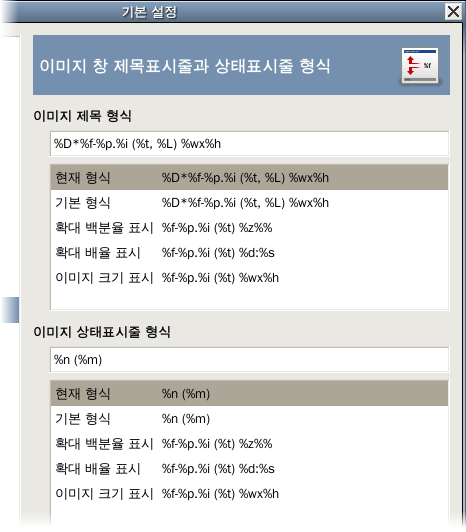 기본 설정
이미지 창 제목표시줄과 상태표시줄 형식
%f
이미지 제목 형식
%D*%f-%p.%i (%t, %L) %wx%h
현재 형식 %D*%f-%p.%i (%t, %L) %wx%h
기본 형식 %D*%f-%p.%i (%t, %L) %wx%h
확대 백분율 표시 %f-%p.%i (%t) %z%%
확대 배율 표시 %f-%p.%i (%t) %d:%s
이미지 크기 표시 %f-%p.%i (%t) %wx%h
이미지 상태표시줄 형식
%n (%m)
현재 형식 %n (%m)
기본 형식 %n (%m)
확대 백분율 표시 %f-%p.%i (%t) %z%%
확대 배율 표시 %f-%p.%i (%t) %d:%s
이미지 크기 표시 %f-%p.%i (%t) %wx%h